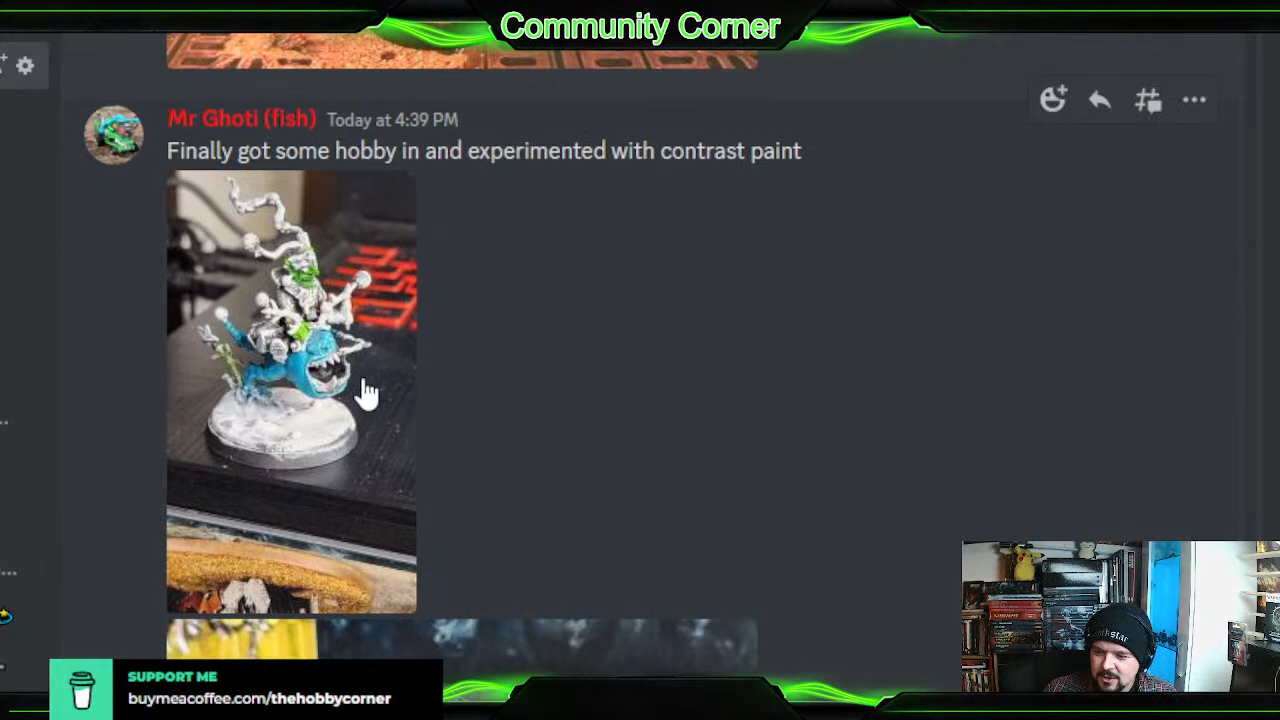 Community Corner
Mr Ghoti (fish) Today at 4:39 PM
Finally got some hobby in and experimented with contrast paint
SUPPORT ME
buymeacoffee.com/thehobbycorner